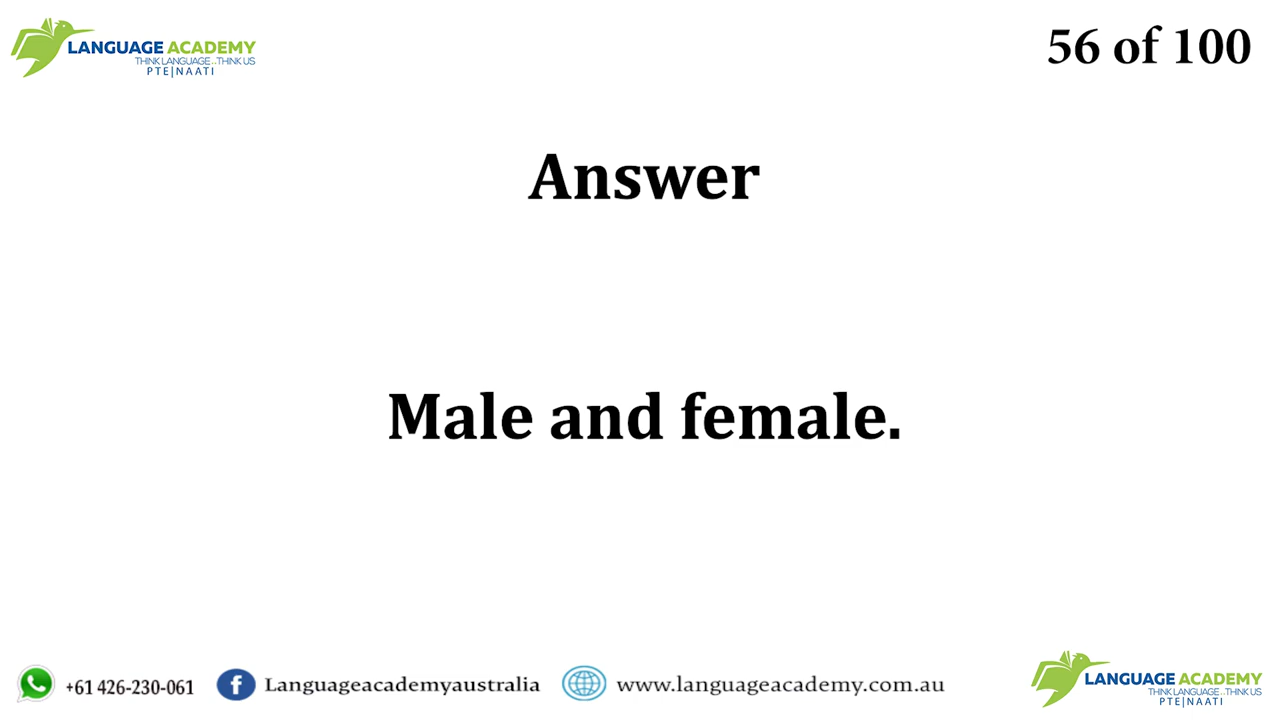 LANGUAGE ACADEMY
THINK LANGUAGE .. THINK US
PTE|NAATI
56 of 100
Answer
Male and female.
+61 426-230-061
Languageacademyaustralia
www.languageacademy.com.au
LANGUAGE ACADEMY
THINK LANGUAGE .. THINK US
PTE|NAATI